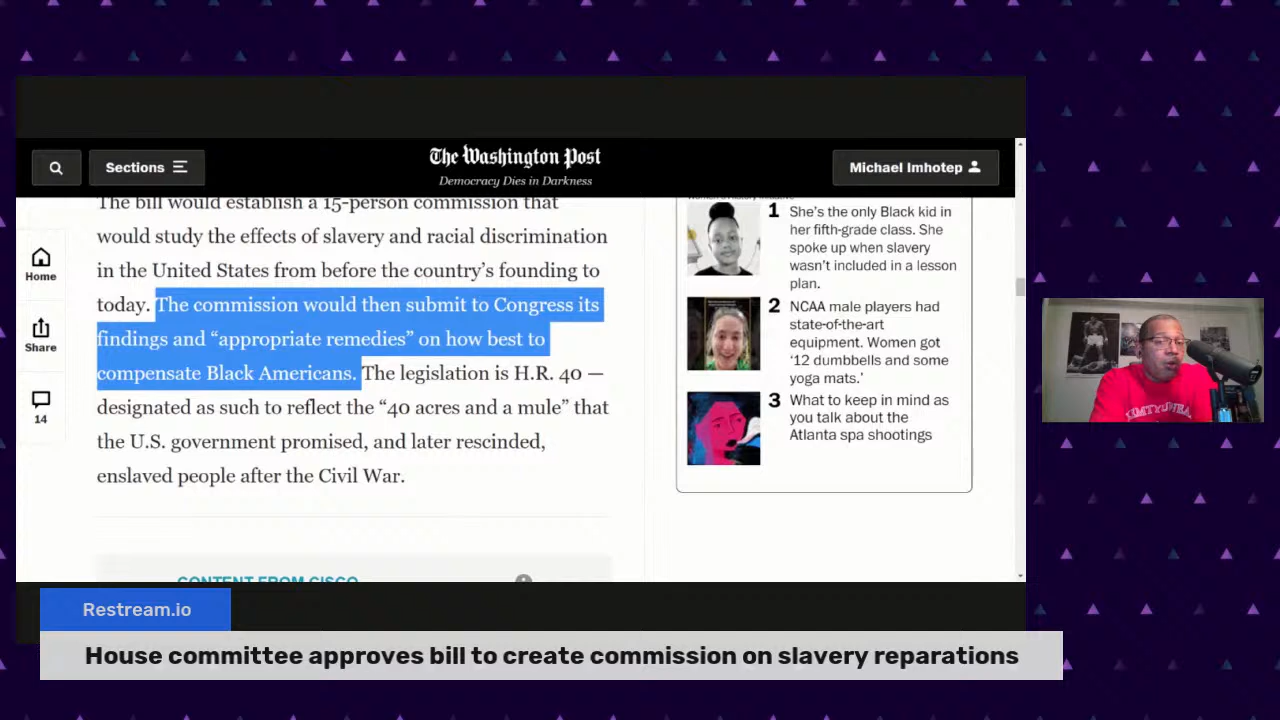 Sections
The Washington Post
Democracy Dies in Darkness
Michael Imhotep
The bill would establish a 15-person commission that
would study the effects of slavery and racial discrimination
in the United States from before the country's founding to
today. The commission would then submit to Congress its
findings and “appropriate remedies” on how best to
compensate Black Americans. The legislation is H.R. 40 —
designated as such to reflect the “40 acres and a mule” that
the U.S. government promised, and later rescinded,
enslaved people after the Civil War.
Home
Share
14
CONTENT FROM CISCO
1 She's the only Black kid in
her fifth-grade class. She
spoke up when slavery
wasn't included in a lesson
plan.
2 NCAA male players had
state-of-the-art
equipment. Women got
‘12 dumbbells and some
yoga mats.’
3 What to keep in mind as
you talk about the
Atlanta spa shootings
Restream.io
House committee approves bill to create commission on slavery reparations